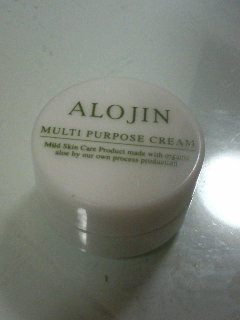 ALOJIN
MULTI PURPOSE CREAM
Mild Skin Care Product made with organic
aloe by our own process production